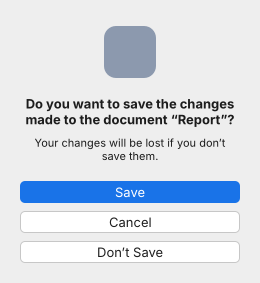 Do you want to save the changes
made to the document “Report”?
Your changes will be lost if you don’t
save them.
Save
Cancel
Don’t Save